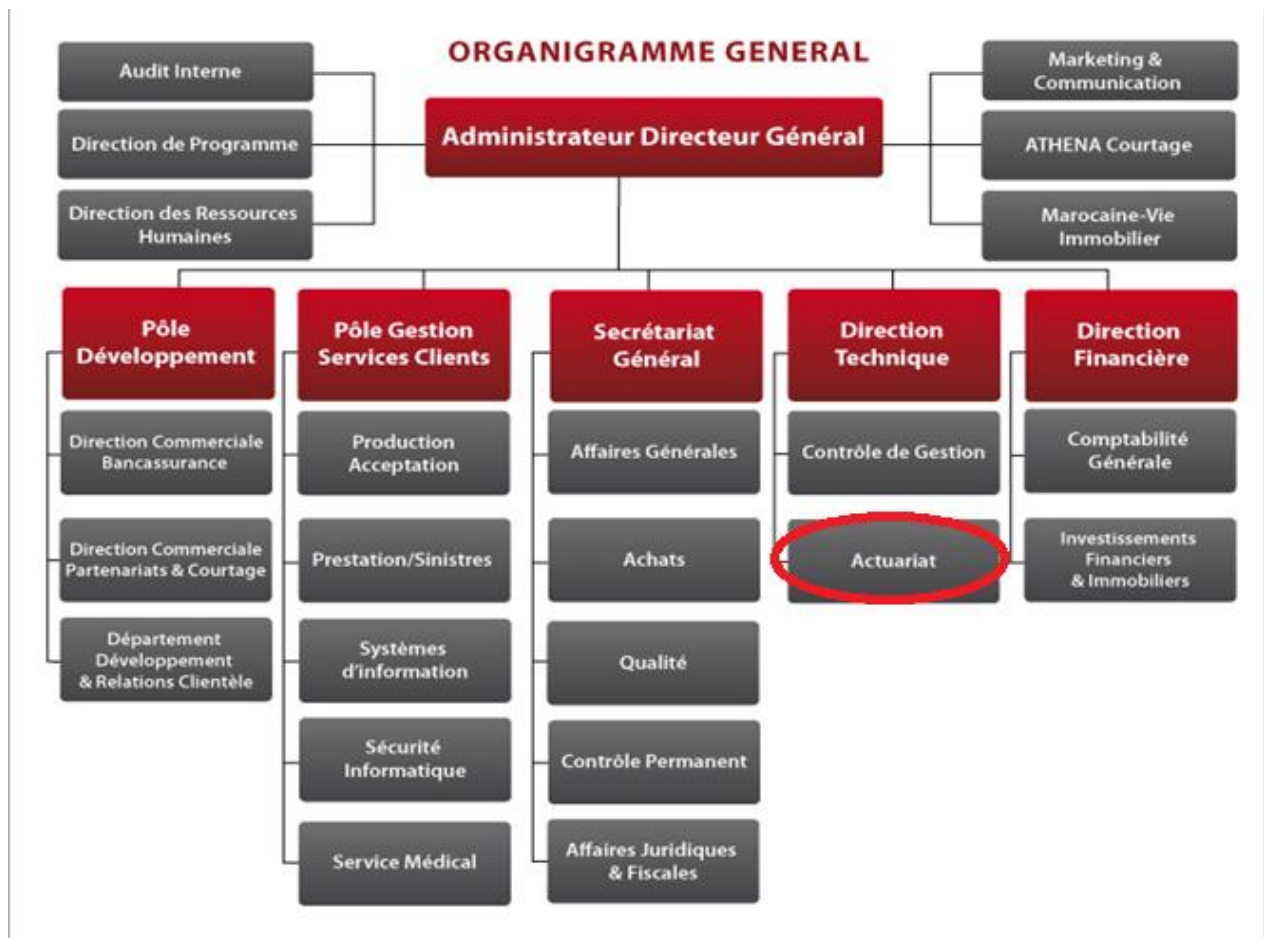 ORGANIGRAMME GENERAL
Audit Interne
Direction de Programme
Direction des Ressources
Humaines
Administrateur Directeur Général
Marketing &
Communication
ATHENA Courtage
Marocaine-Vie
Immobilier
Pôle
Développement
Direction Commerciale
Bancassurance
Direction Commerciale
Partenariats & Courtage
Département
Développement
& Relations Clientèle
Pôle Gestion
Services Clients
Production
Acceptation
Prestation/Sinistres
Systèmes
d'information
Sécurité
Informatique
Service Médical
Secrétariat
Général
Affaires Générales
Achats
Qualité
Contrôle Permanent
Affaires Juridiques
& Fiscales
Direction
Technique
Contrôle de Gestion
Actuariat
Direction
Financière
Comptabilité
Générale
Investissements
Financiers
& Immobiliers